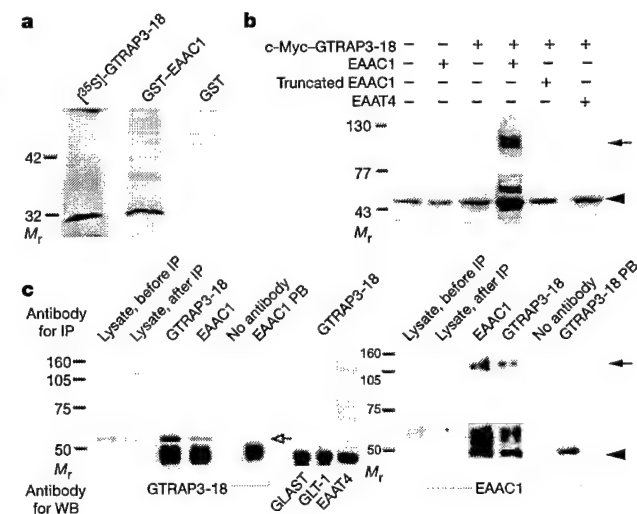 a
[35S]-GTRAP3-18
GST-EAAC1
GST
42
32
Mr
b
c-Myc–GTRAP3-18 – – + + + +
EAAC1 – + – + – –
Truncated EAAC1 – – – – + –
EAAT4 – – – – – +
130
77
43
Mr
c
Antibody for IP
Lysate, before IP
Lysate, after IP
GTRAP3-18
EAAC1
No antibody
EAAC1 PB
GTRAP3-18
160
105
75
50
Mr
Antibody for WB
GTRAP3-18
GLAST
GLT-1
EAAT4
Lysate, before IP
Lysate, after IP
EAAC1
GTRAP3-18
No antibody
GTRAP3-18 PB
160
105
75
50
Mr
EAAC1